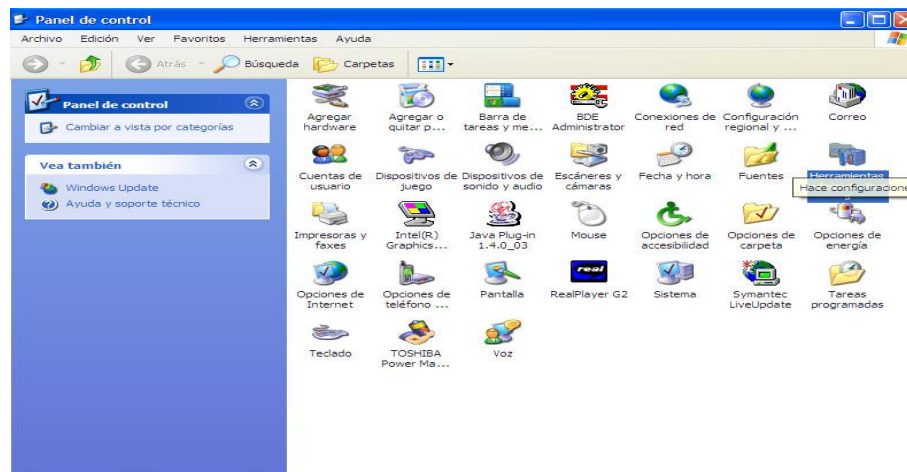 Panel de control
Archivo Edición Ver Favoritos Herramientas Ayuda
Atrás Búsqueda Carpetas
Panel de control
Cambiar a vista por categorías
Vea también
Windows Update
Ayuda y soporte técnico
Agregar hardware
Agregar o quitar p...
Barra de tareas y me...
BDE Administrator
Conexiones de red
Configuración regional y ...
Correo
Cuentas de usuario
Dispositivos de juego
Dispositivos de sonido y audio
Escáneres y cámaras
Fecha y hora
Fuentes
Herramientas
Hace configuracione
Impresoras y faxes
Intel(R) Graphics...
Java Plug-in 1.4.0_03
Mouse
Opciones de accesibilidad
Opciones de carpeta
Opciones de energía
Opciones de Internet
Opciones de teléfono ...
Pantalla
real
RealPlayer G2
Sistema
Symantec LiveUpdate
Tareas programadas
Teclado
TOSHIBA Power Ma...
Voz